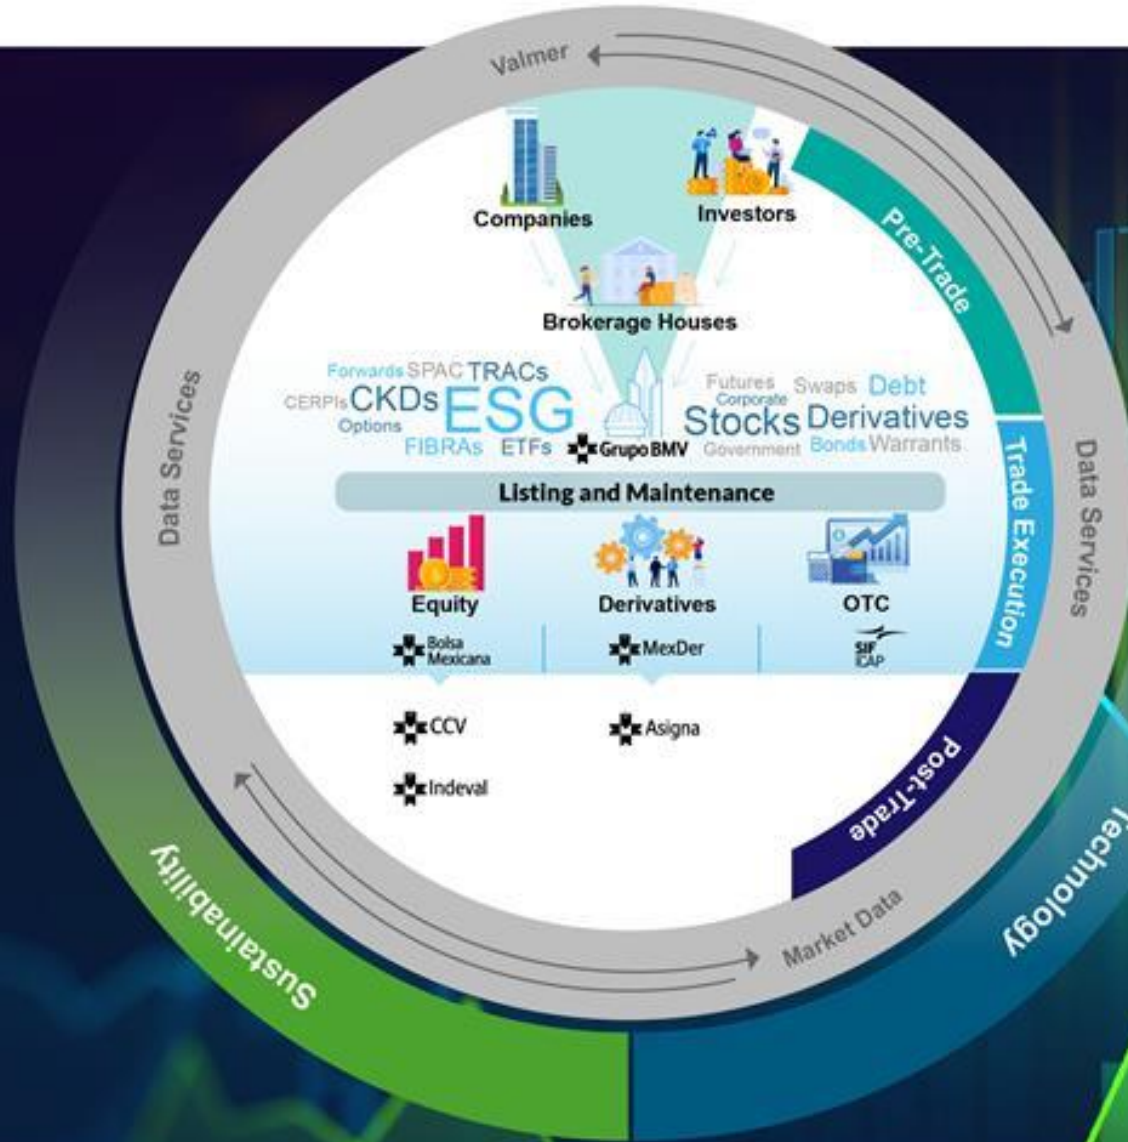 Valmer
Companies
Investors
Pre-Trade
Brokerage Houses
Forwards SPAC TRACs
CERPIs CKDs ESG
Options
FIBRAs ETFs
Grupo BMV
Futures Swaps Debt
Corporate
Stocks Derivatives
Government Bonds Warrants
Data Services
Data Services
Listing and Maintenance
Trade Execution
Equity
Derivatives
OTC
Bolsa
Mexicana
MexDer
SIF
ICAP
CCV
Asigna
Indeval
Post-Trade
Market Data
Sustainability
Technology